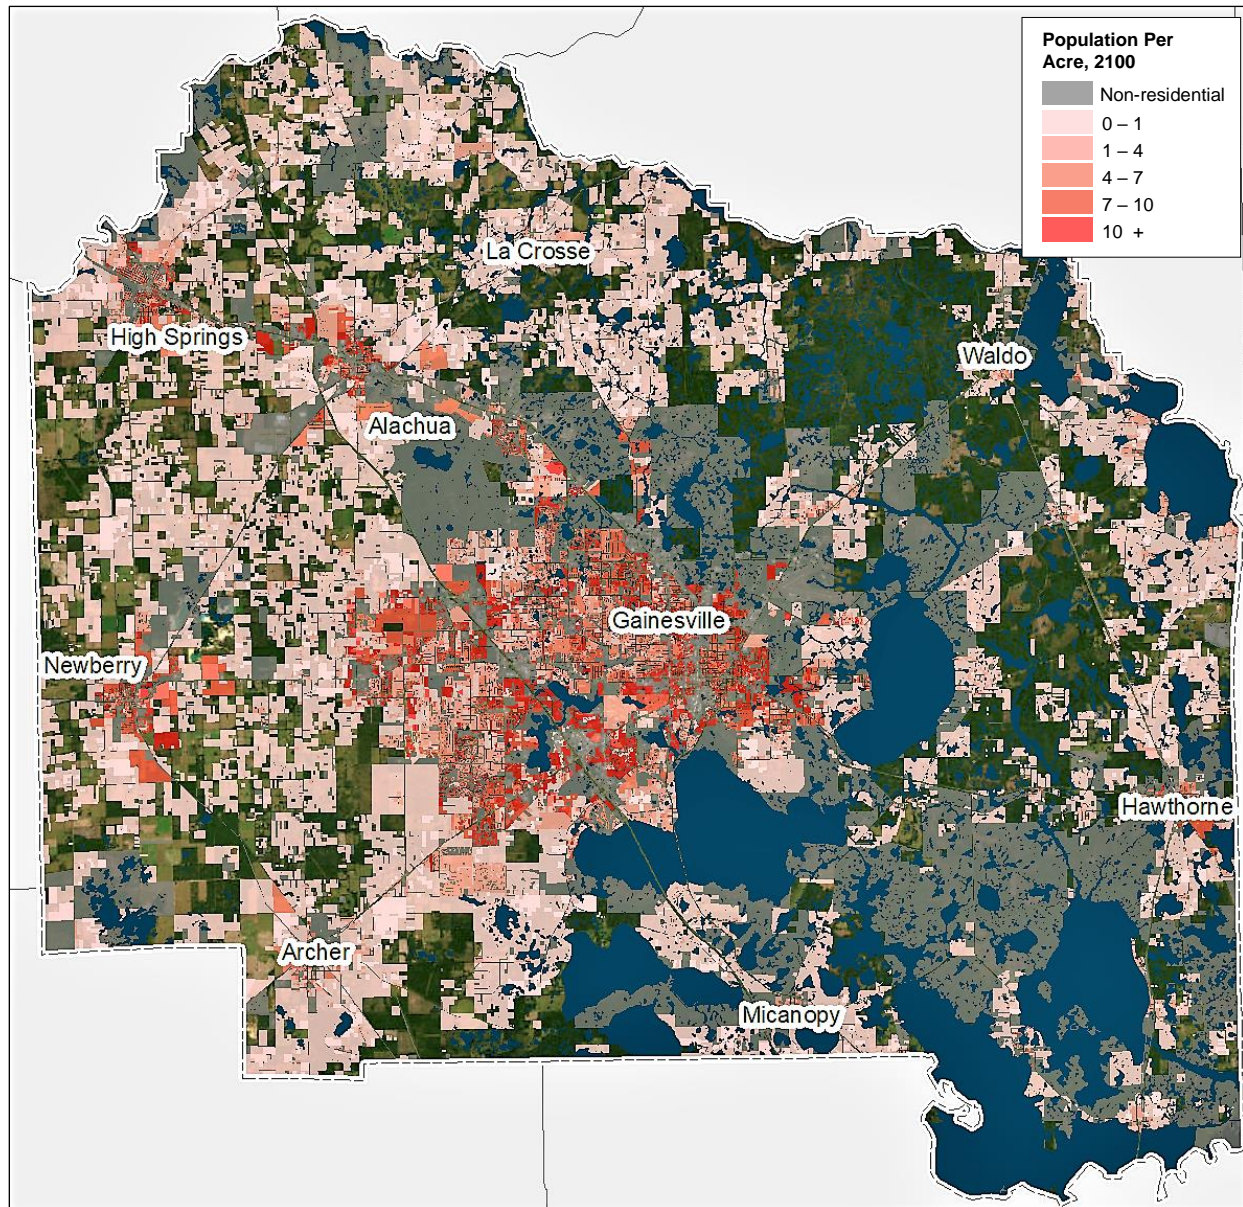 Population Per
Acre, 2100
Non-residential
0 – 1
1 – 4
4 – 7
7 – 10
10 +
La Crosse
High Springs
Waldo
Alachua
Gainesville
Newberry
Hawthorne
Archer
Micanopy